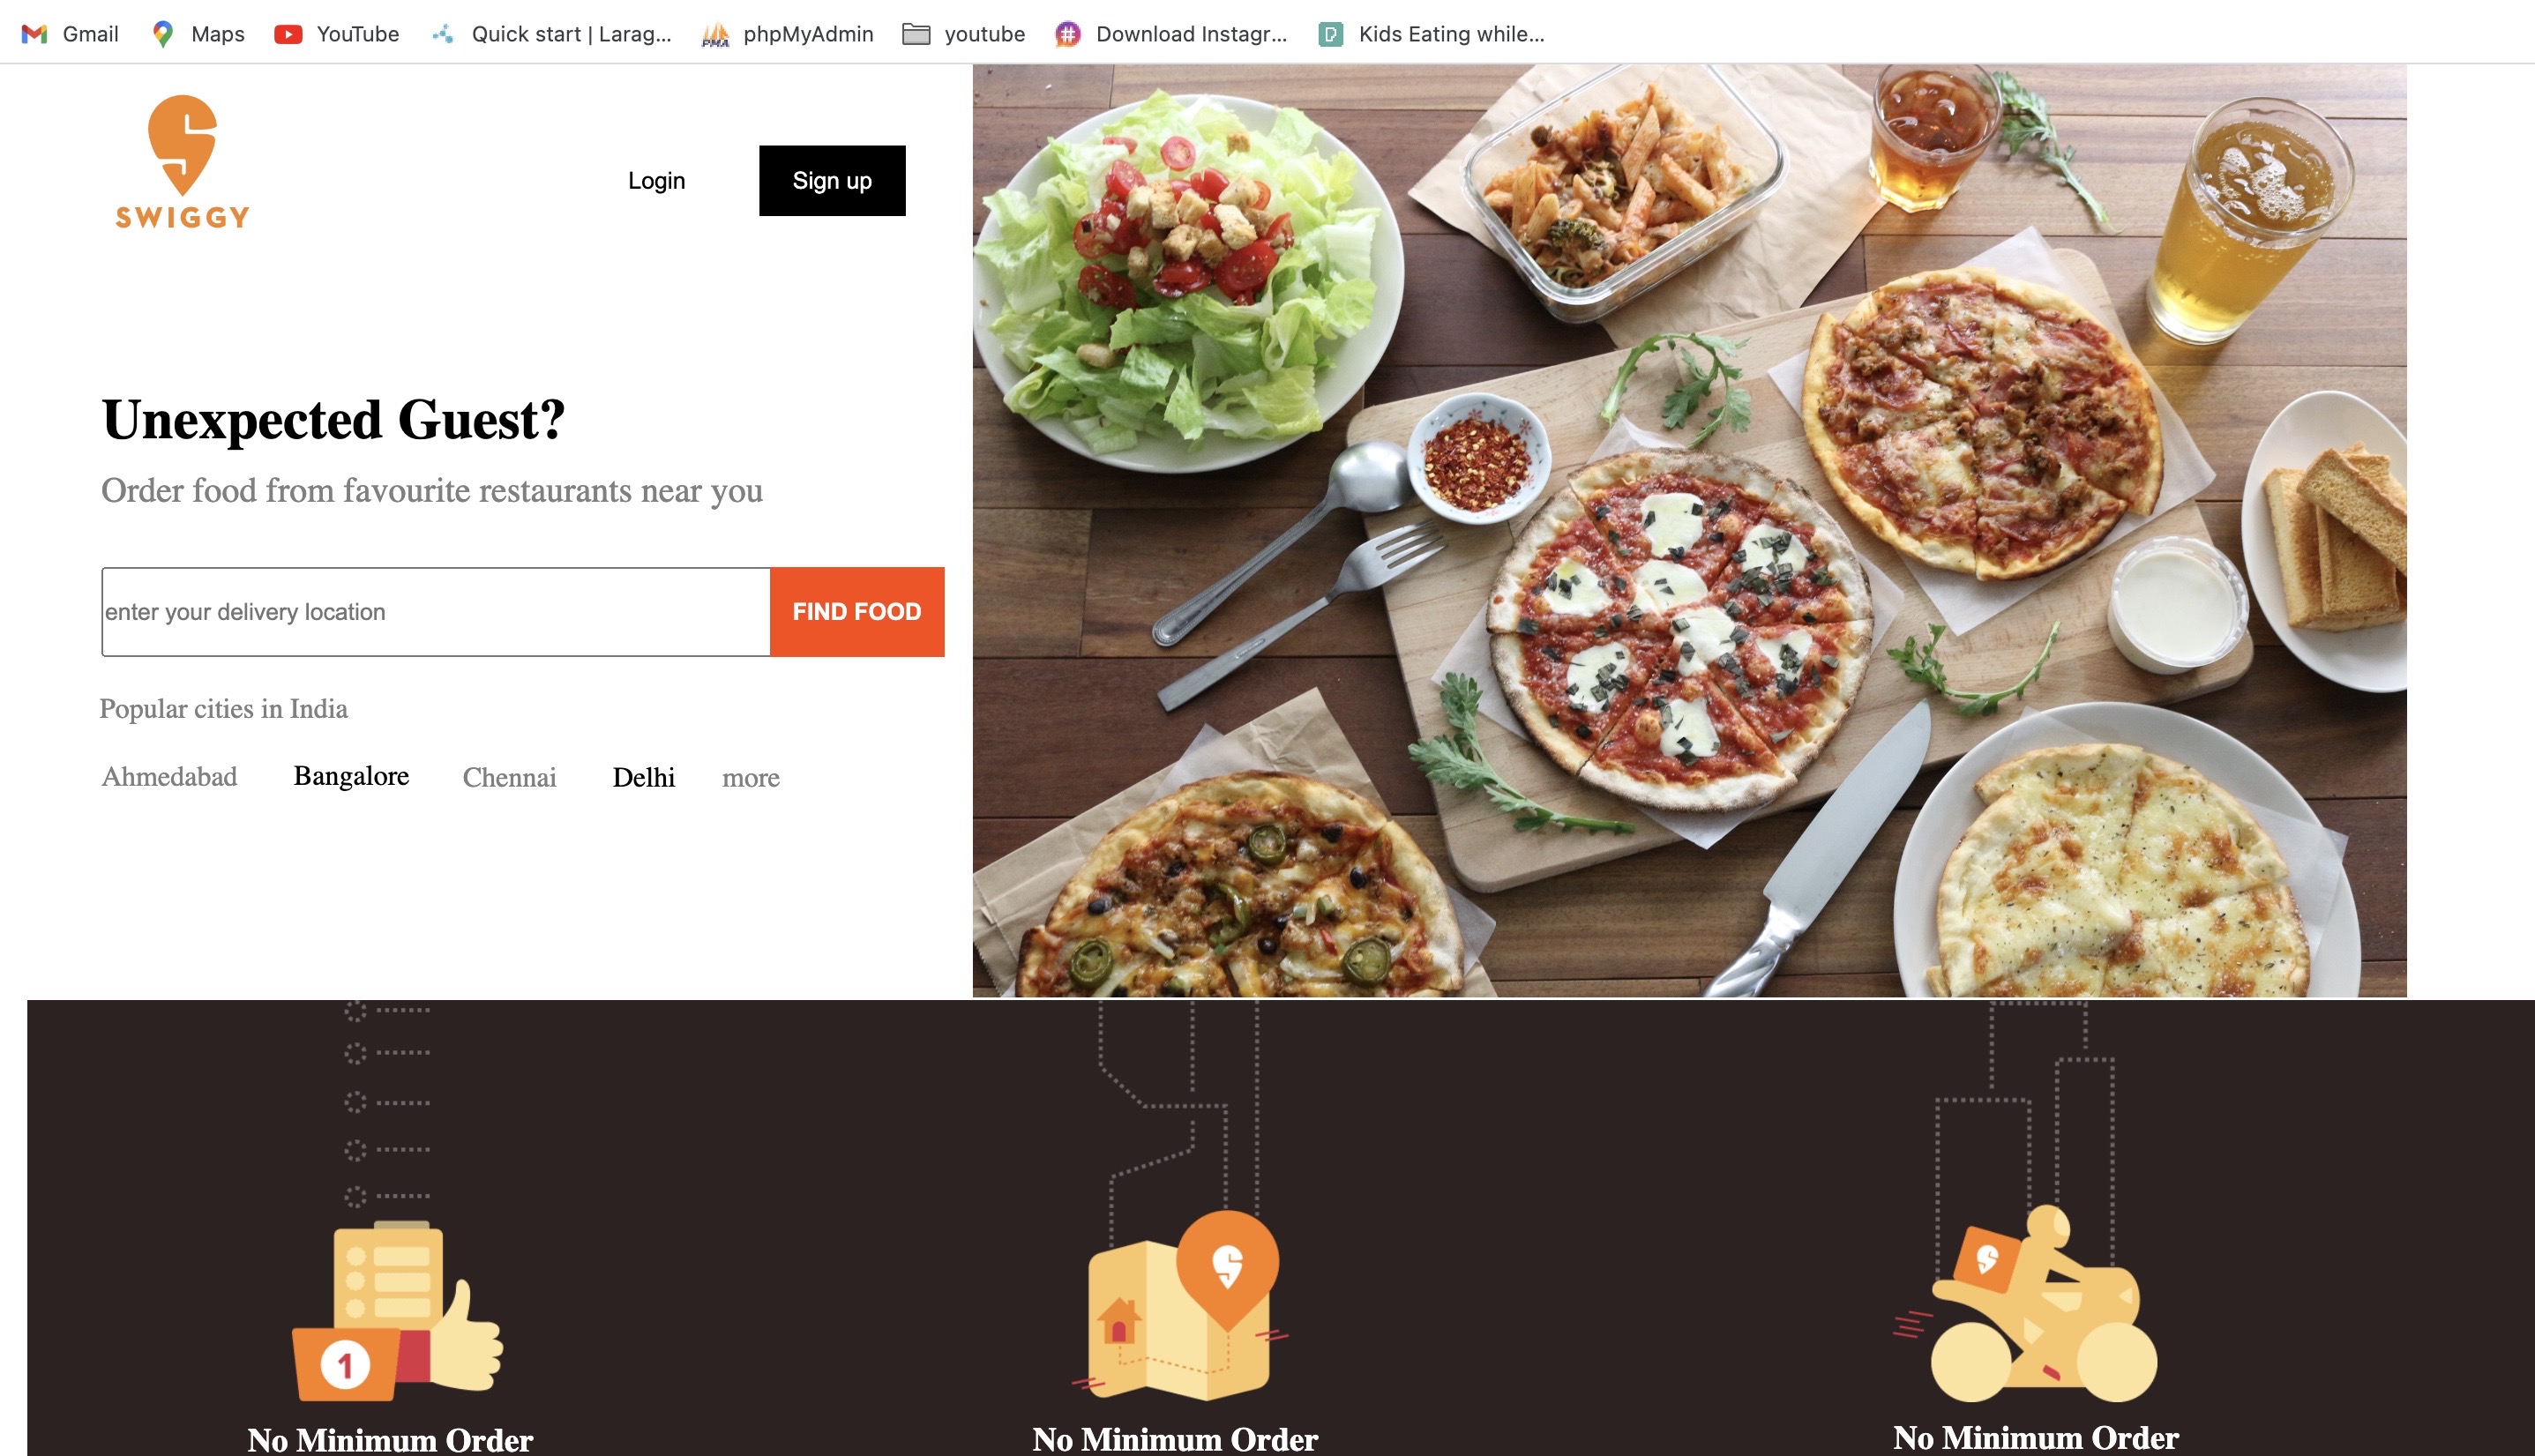 Gmail Maps YouTube Quick start | Larag... phpMyAdmin youtube Download Instagr... Kids Eating while...
SWIGGY
Login Sign up
Unexpected Guest?
Order food from favourite restaurants near you
enter your delivery location FIND FOOD
Popular cities in India
Ahmedabad Bangalore Chennai Delhi more
1
No Minimum Order No Minimum Order No Minimum Order